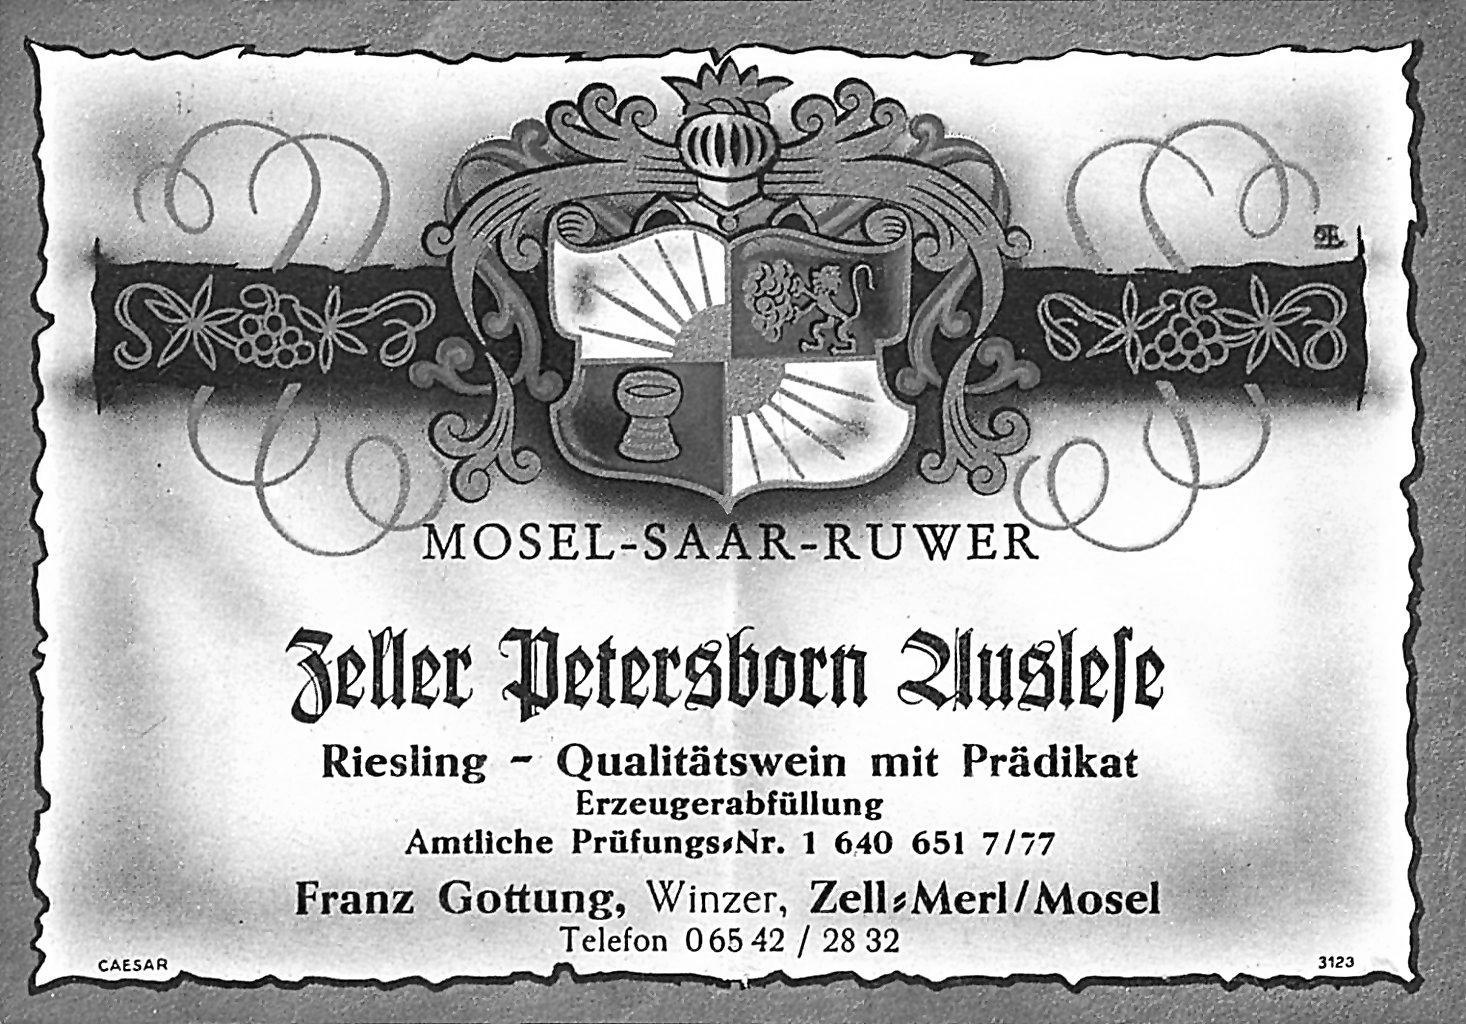 MOSEL-SAAR-RUWER
Zeller Petersborn Auslese
Riesling - Qualitätswein mit Prädikat
Erzeugerabfüllung
Amtliche Prüfungs-Nr. 1 640 651 7/77
Franz Gottung, Winzer, Zell-Merl/Mosel
Telefon 06542 / 2832
CAESAR
3123